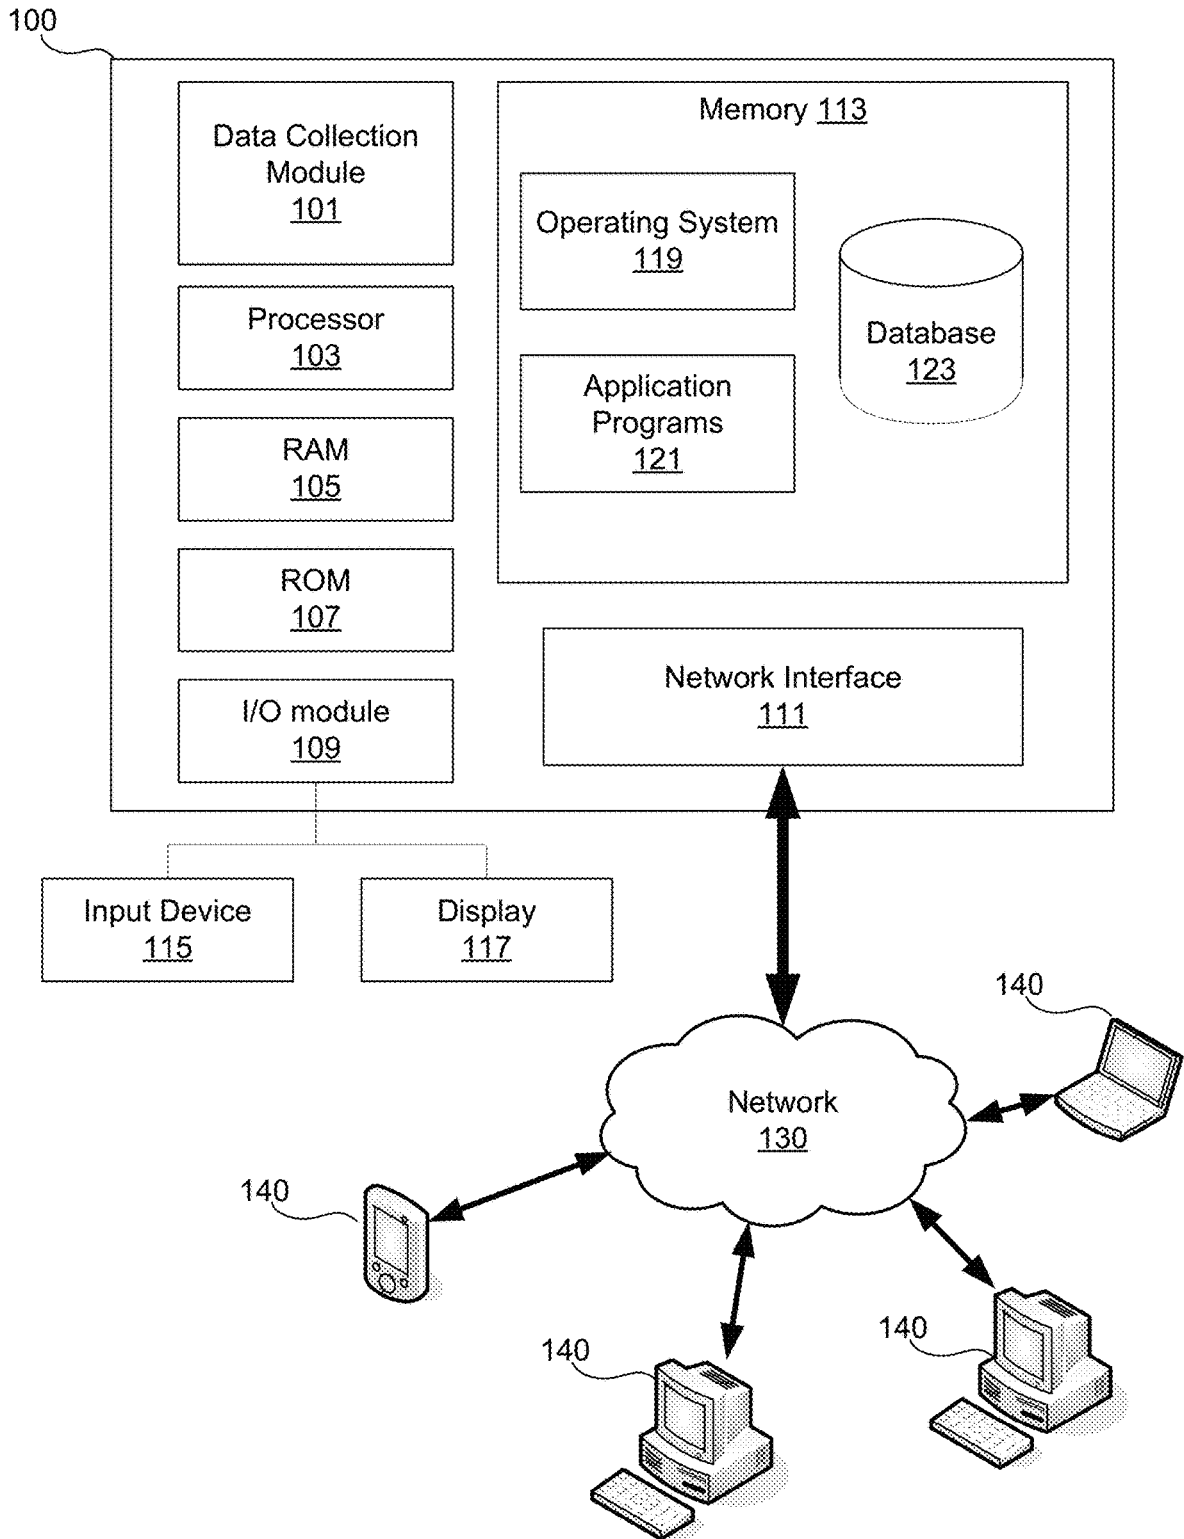 100
Data Collection
Module
101
Processor
103
RAM
105
ROM
107
I/O module
109
Memory 113
Operating System
119
Application
Programs
121
Database
123
Network Interface
111
Input Device
115
Display
117
Network
130
140
140
140
140